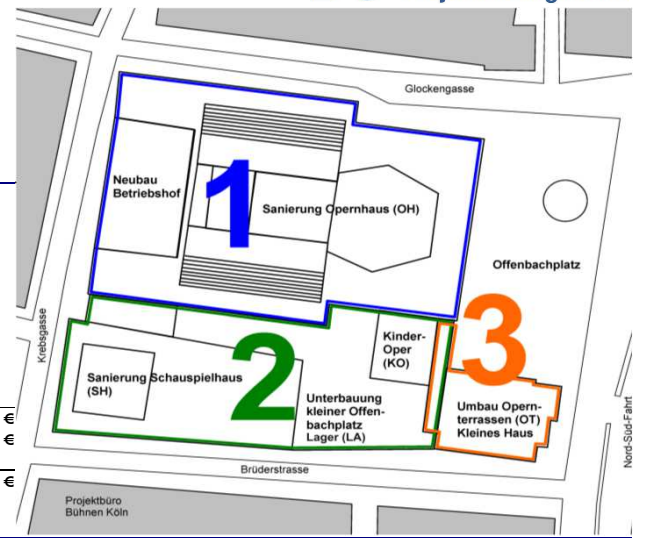 Glockengasse
1
Neubau
Betriebshof
Sanierung Opernhaus (OH)
Offenbachplatz
Krebsgasse
2
Kinder-
Oper
(KO)
3
Sanierung Schauspielhaus
(SH)
Unterbauung
kleiner Offen-
bachplatz
Lager (LA)
Umbau Opern-
terrassen (OT)
Kleines Haus
Nord-Süd-Fahrt
€
€
€
Brüderstrasse
Projektbüro
Bühnen Köln